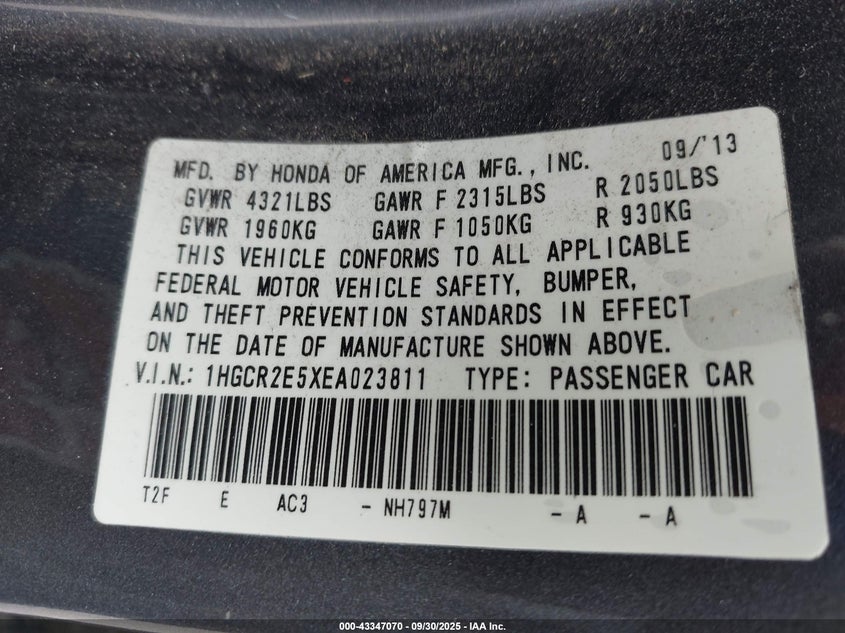 MFD. BY HONDA OF AMERICA MFG., INC. 09/'13
GVWR 4321LBS GAWR F 2315LBS R 2050LBS
GVWR 1960KG GAWR F 1050KG R 930KG
THIS VEHICLE CONFORMS TO ALL APPLICABLE
FEDERAL MOTOR VEHICLE SAFETY, BUMPER,
AND THEFT PREVENTION STANDARDS IN EFFECT
ON THE DATE OF MANUFACTURE SHOWN ABOVE.
V.I.N.: 1HGCR2E5XEA023811 TYPE: PASSENGER CAR
T2F E AC3 - NH797M - A - A
000-43347070 - 09/30/2025 - IAA Inc.